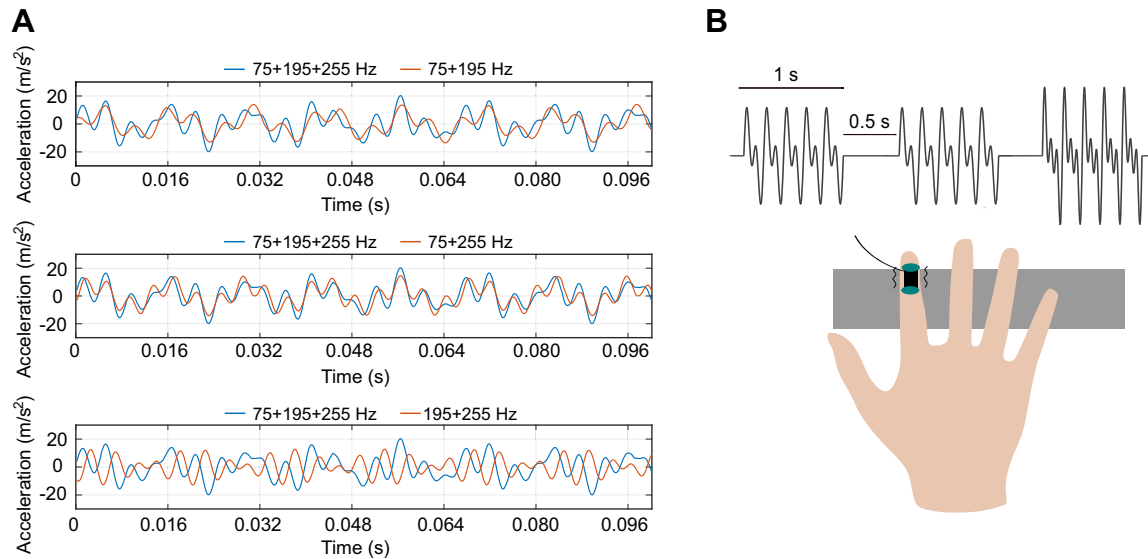 A
75+195+255 Hz 75+195 Hz
Acceleration (m/s²)
20
0
-20
0 0.016 0.032 0.048 0.064 0.080 0.096
Time (s)
75+195+255 Hz 75+255 Hz
Acceleration (m/s²)
20
0
-20
0 0.016 0.032 0.048 0.064 0.080 0.096
Time (s)
75+195+255 Hz 195+255 Hz
Acceleration (m/s²)
20
0
-20
0 0.016 0.032 0.048 0.064 0.080 0.096
Time (s)
B
1 s
0.5 s